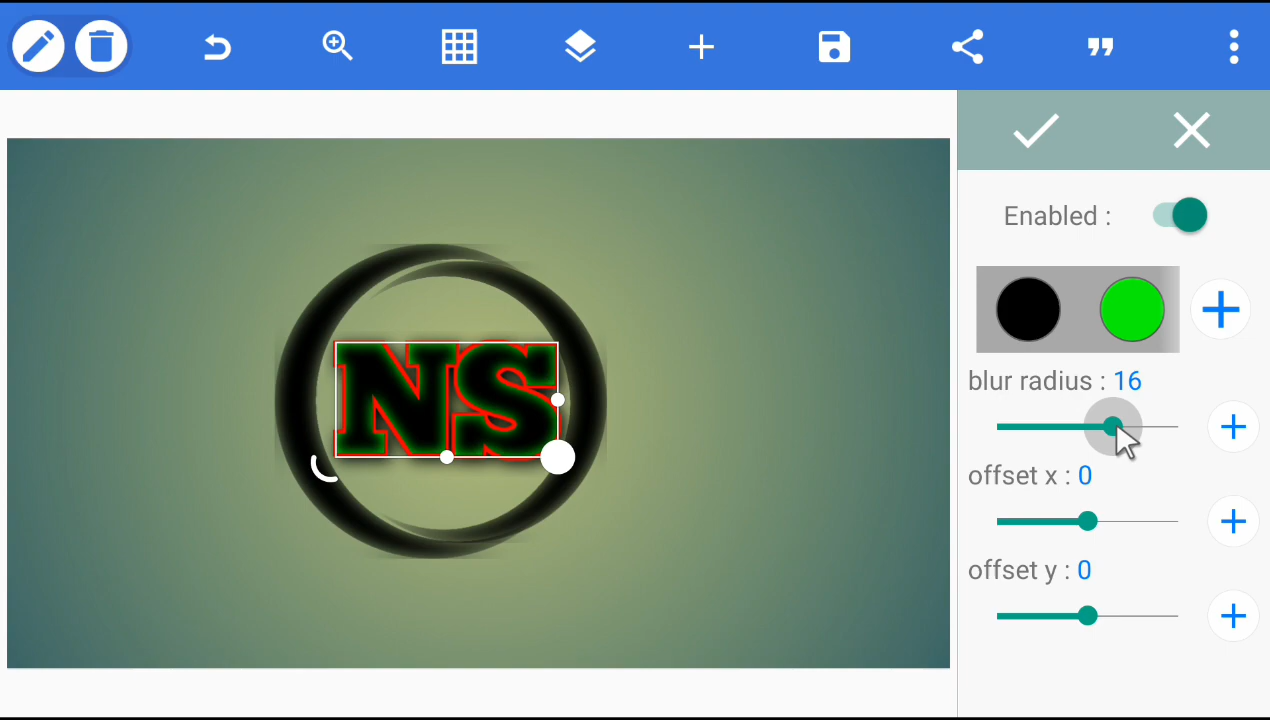 Enabled :
NS
blur radius : 16
offset x : 0
offset y : 0